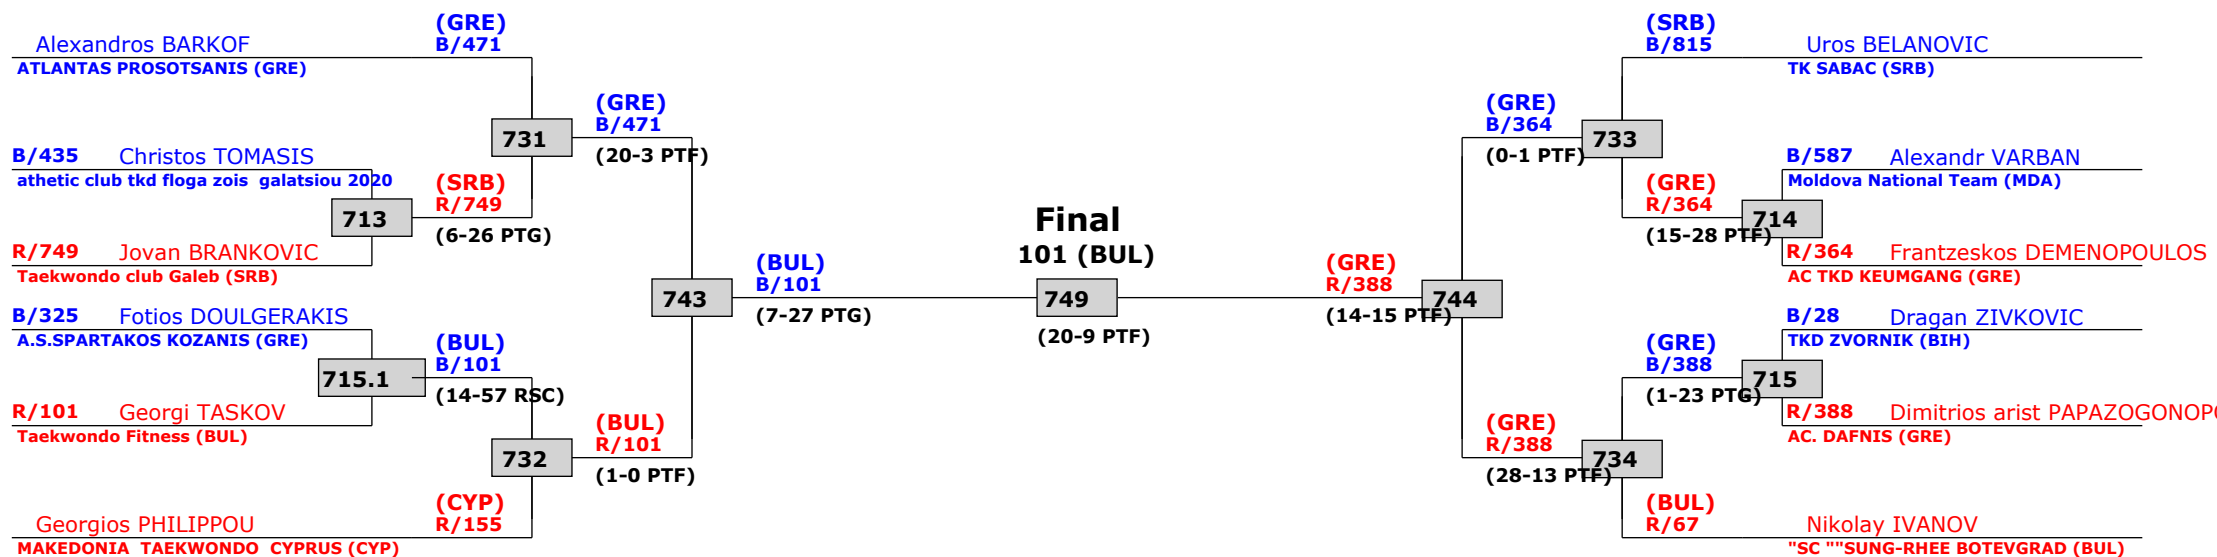 (GRE)
Alexandros BARKOF
B/471
ATLANTAS PROSOTSANIS (GRE)
(GRE)
B/471
731
(20-3 PTF)
B/435 Christos TOMASIS
athetic club tkd floga zois galatsiou 2020
(SRB)
R/749
713
(6-26 PTG)
R/749 Jovan BRANKOVIC
Taekwondo club Galeb (SRB)
743
(BUL)
B/101
(7-27 PTG)
B/325 Fotios DOULGERAKIS
A.S.SPARTAKOS KOZANIS (GRE)
(BUL)
B/101
715.1
(14-57 RSC)
R/101 Georgi TASKOV
Taekwondo Fitness (BUL)
(BUL)
R/101
732
(1-0 PTF)
(CYP)
Georgios PHILIPPOU
R/155
MAKEDONIA TAEKWONDO CYPRUS (CYP)
Final
101 (BUL)
749
(20-9 PTF)
(SRB)
B/815 Uros BELANOVIC
TK SABAC (SRB)
(GRE)
B/364
733
(0-1 PTF)
B/587 Alexandr VARBAN
Moldova National Team (MDA)
(GRE)
R/364
714
(15-28 PTF)
R/364 Frantzeskos DEMENOPOULOS
AC TKD KEUMGANG (GRE)
(GRE)
R/388
744
(14-15 PTF)
B/28 Dragan ZIVKOVIC
TKD ZVORNIK (BIH)
(GRE)
B/388
715
(1-23 PTG)
R/388 Dimitrios arist
AC. DAFNIS (GRE)
(GRE)
R/388
734
(28-13 PTF)
(BUL)
R/67 Nikolay IVANOV
"SC ""SUNG-RHEE BOTEVGRAD (BUL)